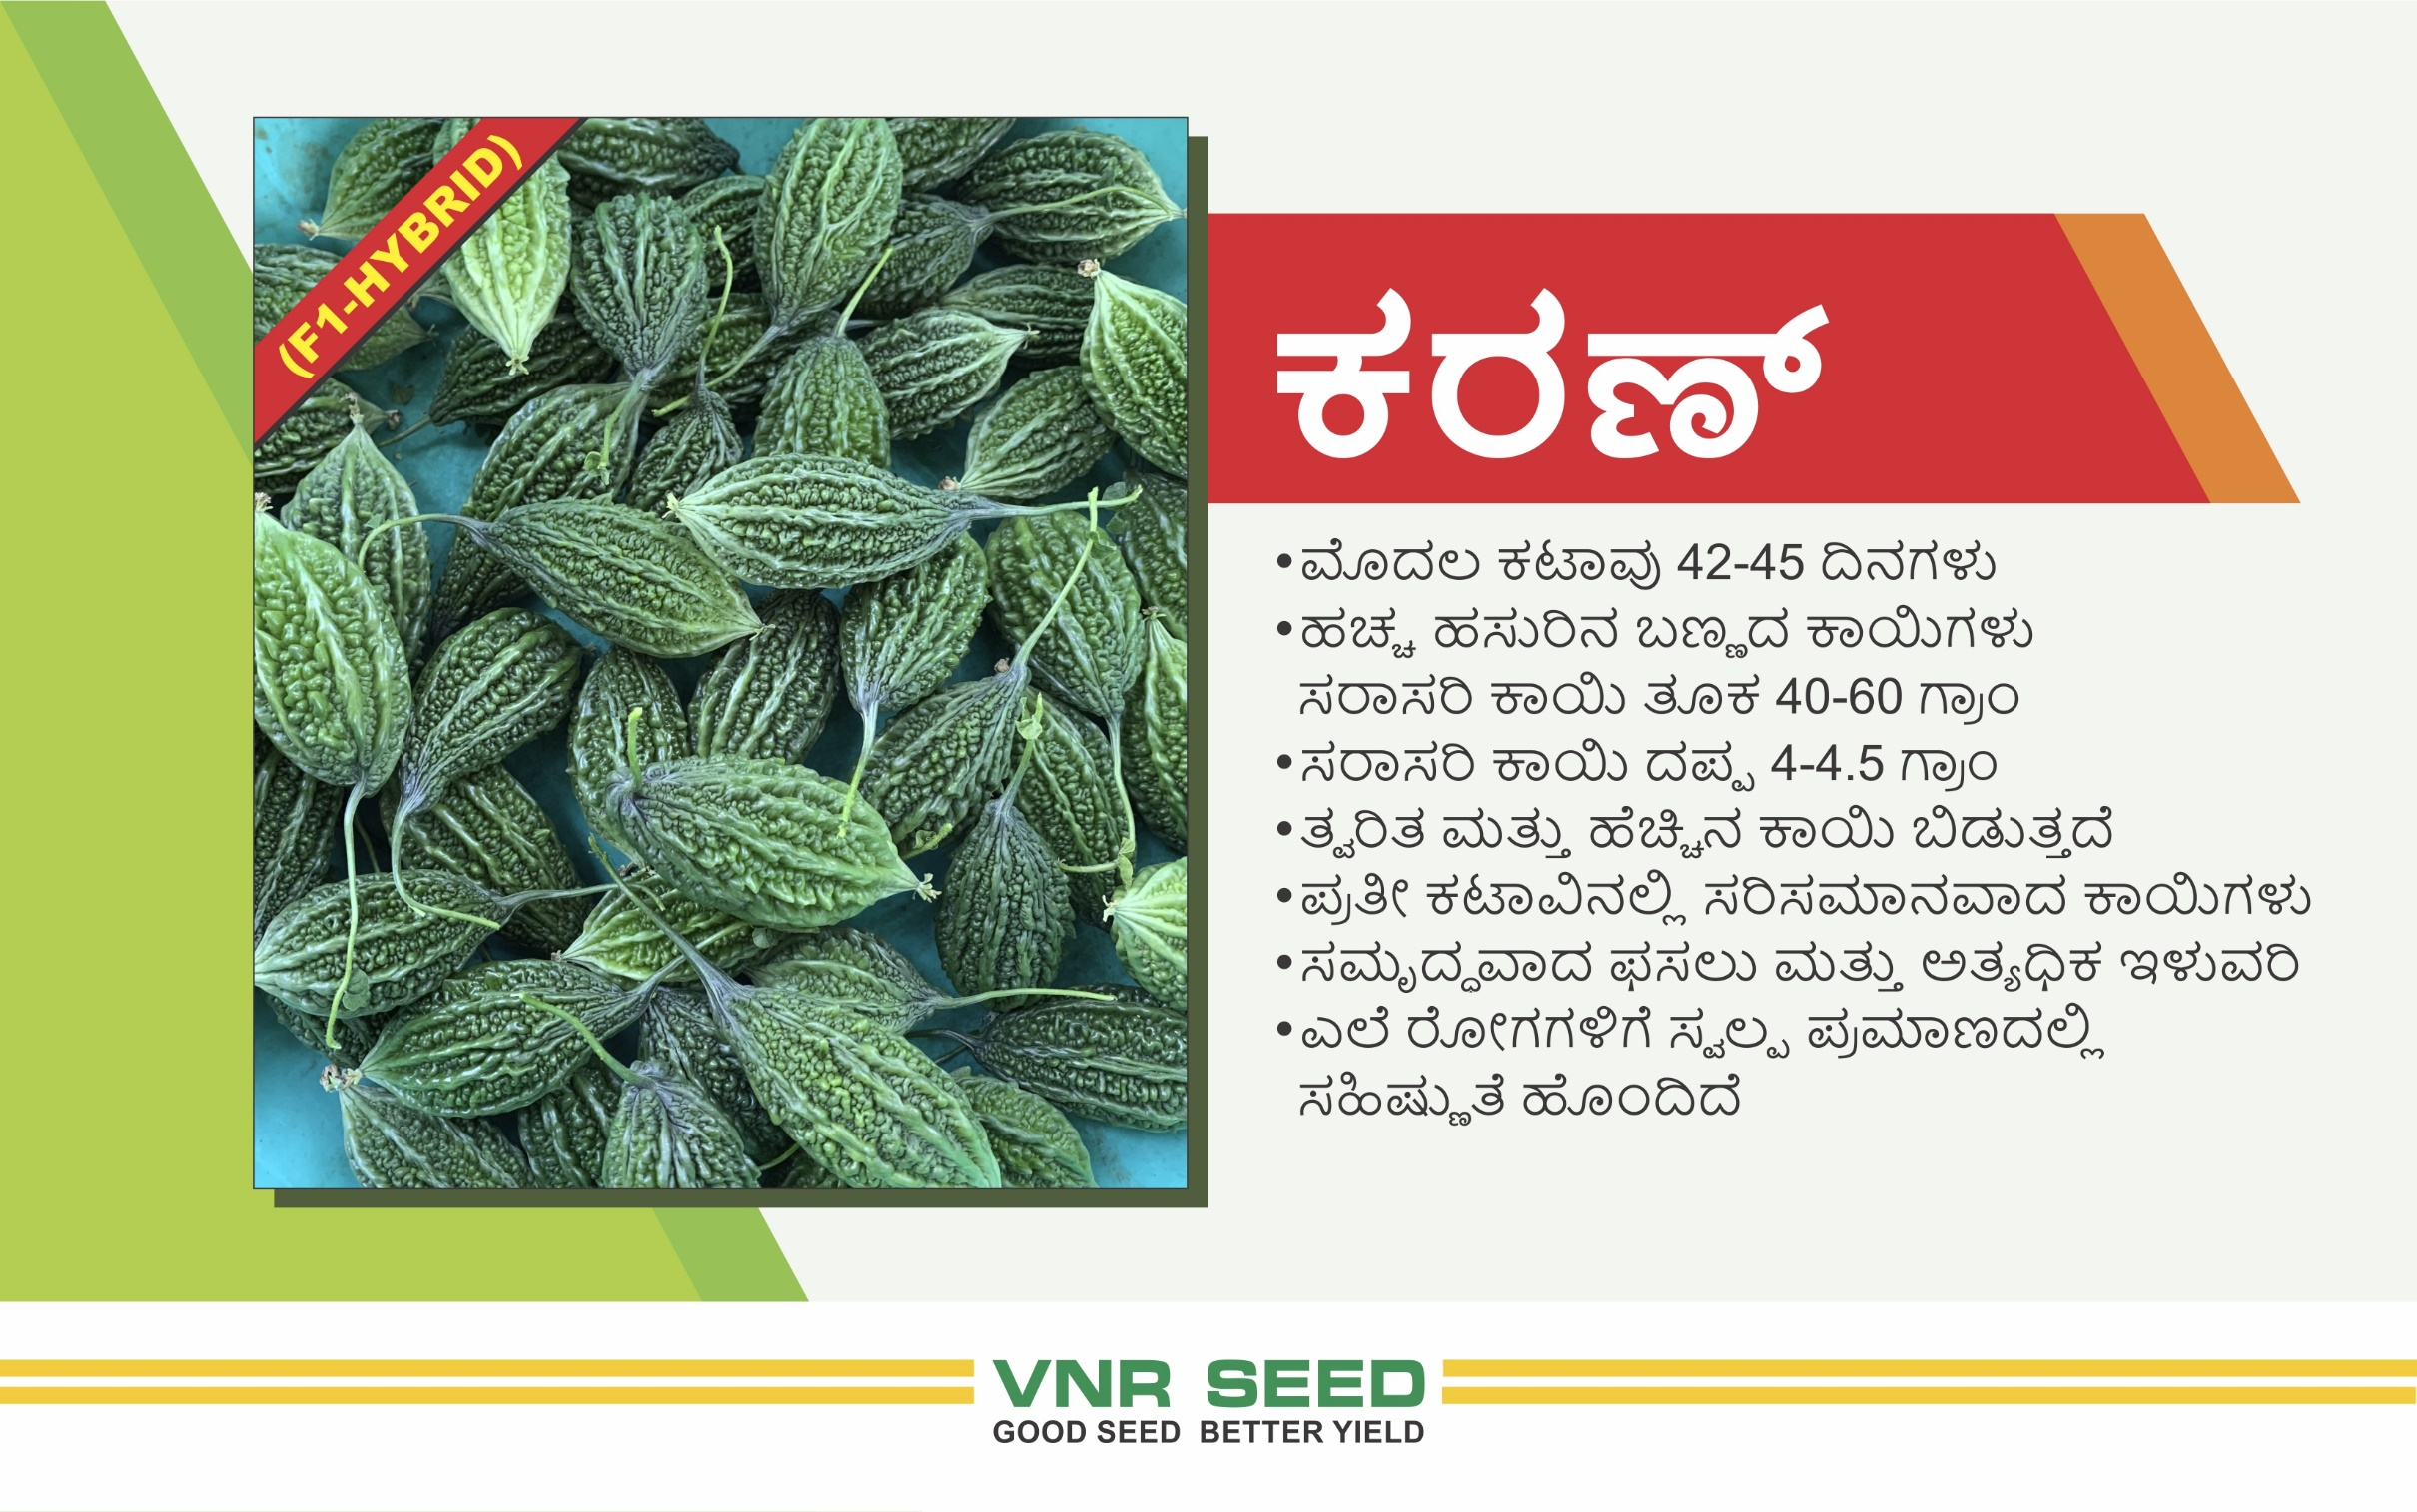 (F1-HYBRID))
ಕರಣ್
•ಮೊದಲ ಕಟಾವು 42-45 ದಿನಗಳು
•ಹಚ್ಚ ಹಸುರಿನ ಬಣ್ಣದ ಕಾಯಿಗಳು
ಸರಾಸರಿ ಕಾಯಿ ತೂಕ 40-60 ಗ್ರಾಂ
•ಸರಾಸರಿ ಕಾಯಿ ದಪ್ಪ 4-4.5 ಗ್ರಾಂ
•ತ್ವರಿತ ಮತ್ತು ಹೆಚ್ಚಿನ ಕಾಯಿ ಬಿಡುತ್ತದೆ
•ಪ್ರತೀ ಕಟಾವಿನಲ್ಲಿ ಸರಿಸಮಾನವಾದ ಕಾಯಿಗಳು
•ಸಮೃದ್ಧವಾದ ಫಸಲು ಮತ್ತು ಅತ್ಯಧಿಕ ಇಳುವರಿ
•ಎಲೆ ರೋಗಗಳಿಗೆ ಸ್ವಲ್ಪ ಪ್ರಮಾಣದಲ್ಲಿ
ಸಹಿಷ್ಣುತೆ ಹೊಂದಿದೆ
VNR SEED
GOOD SEED BETTER YIELD